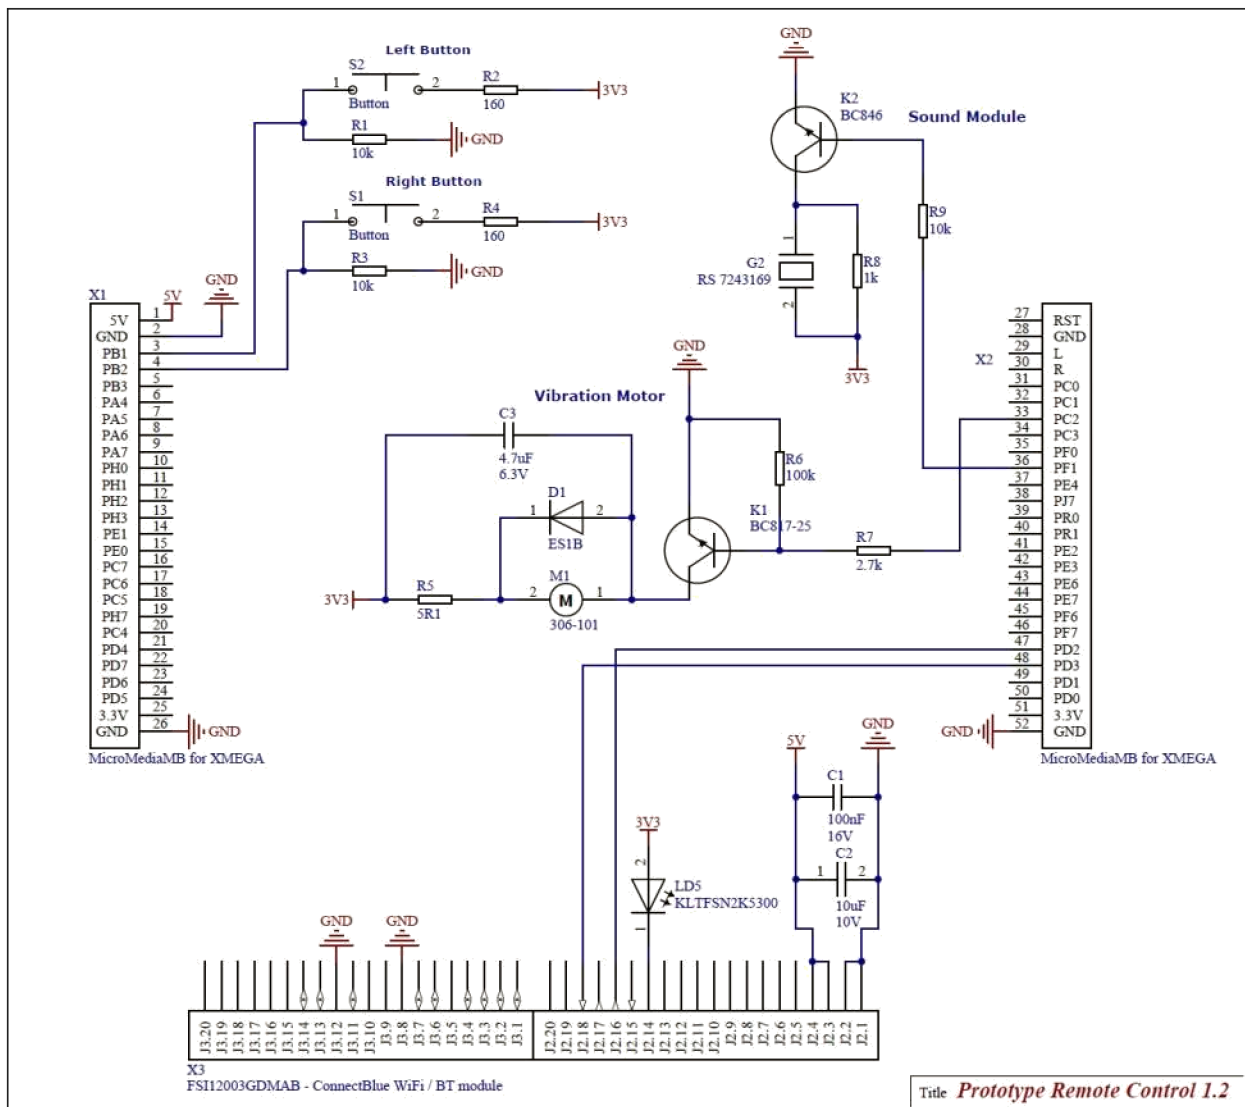 Left Button
S2
1
2
Button
R2
160
3V3
R1
10k
GND
Right Button
S1
1
2
Button
R4
160
3V3
R3
10k
GND
GND
K2
BC846
Sound Module
R9
10k
1
G2
RS 7243169
2
R8
1k
3V3
X1
5V
GND
5V 1
GND 2
PB1 3
PB2 4
PB3 5
PA4 6
PA5 7
PA6 8
PA7 9
PH0 10
PH1 11
PH2 12
PH3 13
PE1 14
PE0 15
PC7 16
PC6 17
PC5 18
PH7 19
PC4 20
PD4 21
PD7 22
PD6 23
PD5 24
3.3V 25
GND 26
GND
MicroMediaMB for XMEGA
Vibration Motor
GND
C3
4.7uF
6.3V
D1
1
2
ES1B
R6
100k
K1
BC817-25
R7
2.7k
3V3
R5
5R1
2
M1
1
M
306-101
X2
27 RST
28 GND
29 L
30 R
31 PC0
32 PC1
33 PC2
34 PC3
35 PF0
36 PF1
37 PE4
38 PJ7
39 PR0
40 PR1
41 PE2
42 PE3
43 PE6
44 PE7
45 PF6
46 PF7
47 PD2
48 PD3
49 PD1
50 PD0
51 3.3V
52 GND
GND
MicroMediaMB for XMEGA
5V
GND
C1
100nF
16V
C2
1
2
10uF
10V
3V3
2
LD5
KLTFSN2K5300
1
GND
GND
J3.20
J3.19
J3.18
J3.17
J3.16
J3.15
J3.14
J3.13
J3.12
J3.11
J3.10
J3.9
J3.8
J3.7
J3.6
J3.5
J3.4
J3.3
J3.2
J3.1
J2.20
J2.19
J2.18
J2.17
J2.16
J2.15
J2.14
J2.13
J2.12
J2.11
J2.10
J2.9
J2.8
J2.7
J2.6
J2.5
J2.4
J2.3
J2.2
J2.1
X3
FSI12003GDMAB - ConnectBlue WiFi / BT module
Title Prototype Remote Control 1.2